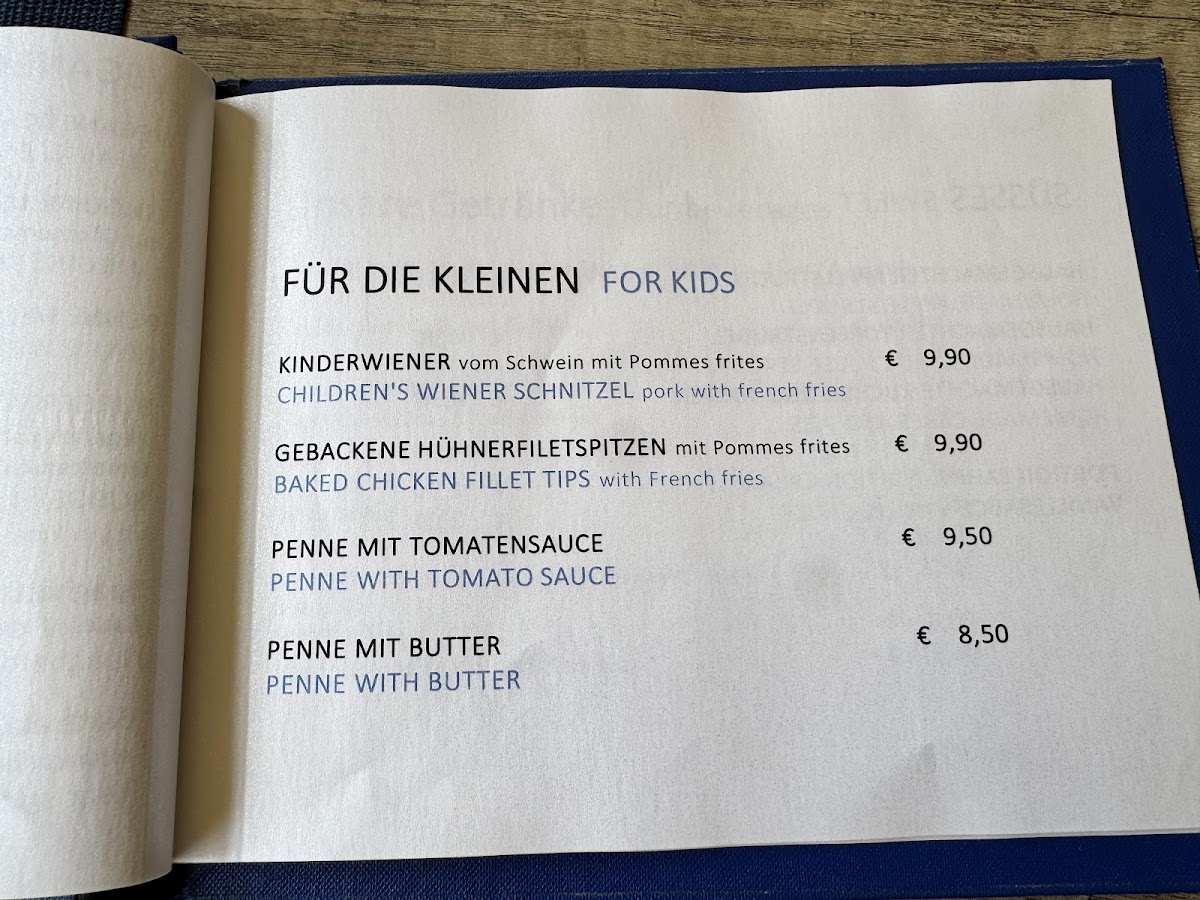 FÜR DIE KLEINEN FOR KIDS
KINDERWIENER vom Schwein mit Pommes frites € 9,90
CHILDREN'S WIENER SCHNITZEL pork with french fries
GEBACKENE HÜHNERFILETSPITZEN mit Pommes frites € 9,90
BAKED CHICKEN FILLET TIPS with French fries
PENNE MIT TOMATENSAUCE € 9,50
PENNE WITH TOMATO SAUCE
PENNE MIT BUTTER € 8,50
PENNE WITH BUTTER